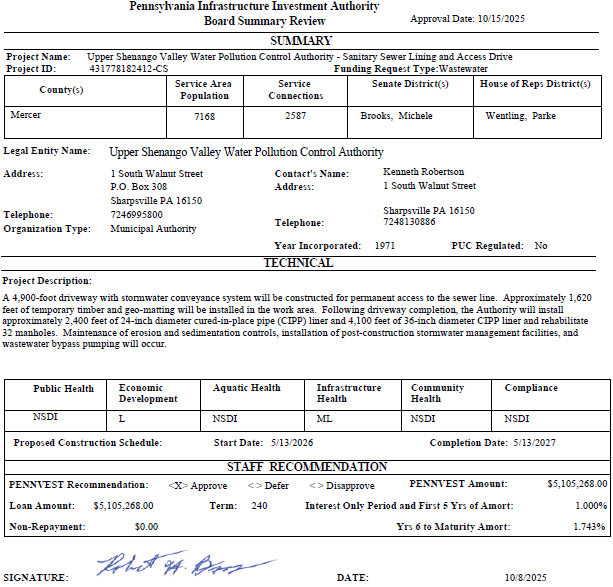 Pennsylvania Infrastructure Investment Authority
Board Summary Review
Approval Date: 10/15/2025
SUMMARY
Project Name: Upper Shenango Valley Water Pollution Control Authority - Sanitary Sewer Lining and Access Drive
Project ID: 431778182412-CS Funding Request Type:Wastewater
County(s) Service Area Population Service Connections Senate District(s) House of Reps District(s)
Mercer 7168 2587 Brooks, Michele Wentling, Parke
Legal Entity Name: Upper Shenango Valley Water Pollution Control Authority
Address: 1 South Walnut Street Contact's Name: Kenneth Robertson
P.O. Box 308 Address: 1 South Walnut Street
Sharpsville PA 16150
Sharpsville PA 16150
Telephone: 7246995800 Telephone: 7248130886
Organization Type: Municipal Authority
Year Incorporated: 1971 PUC Regulated: No
TECHNICAL
Project Description:
A 4,900-foot driveway with stormwater conveyance system will be constructed for permanent access to the sewer line. Approximately 1,620
feet of temporary timber and geo-matting will be installed in the work area. Following driveway completion, the Authority will install
approximately 2,400 feet of 24-inch diameter cured-in-place pipe (CIPP) liner and 4,100 feet of 36-inch diameter CIPP liner and rehabilitate
32 manholes. Maintenance of erosion and sedimentation controls, installation of post-construction stormwater management facilities, and
wastewater bypass pumping will occur.
Public Health Economic Development Aquatic Health Infrastructure Health Community Health Compliance
NSDI L NSDI ML NSDI NSDI
Proposed Construction Schedule: Start Date: 5/13/2026 Completion Date: 5/13/2027
STAFF RECOMMENDATION
PENNVEST Recommendation: <X> Approve < > Defer < > Disapprove PENNVEST Amount: $5,105,268.00
Loan Amount: $5,105,268.00 Term: 240 Interest Only Period and First 5 Yrs of Amort: 1.000%
Non-Repayment: $0.00 Yrs 6 to Maturity Amort: 1.743%
SIGNATURE: DATE: 10/8/2025